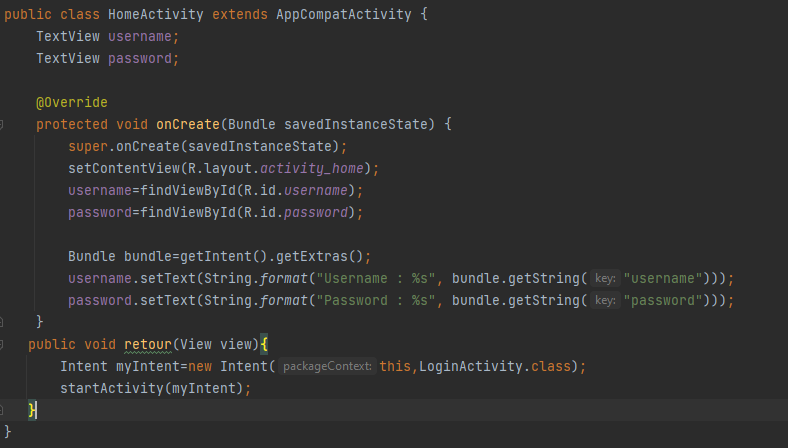 public class HomeActivity extends AppCompatActivity {
TextView username;
TextView password;
@Override
protected void onCreate(Bundle savedInstanceState) {
super.onCreate(savedInstanceState);
setContentView(R.layout.activity_home);
username=findViewById(R.id.username);
password=findViewById(R.id.password);
Bundle bundle=getIntent().getExtras();
username.setText(String.format("Username : %s", bundle.getString( key: "username")));
password.setText(String.format("Password : %s", bundle.getString( key: "password")));
}
public void retour(View view){
Intent myIntent=new Intent( packageContext: this,LoginActivity.class);
startActivity(myIntent);
}
}